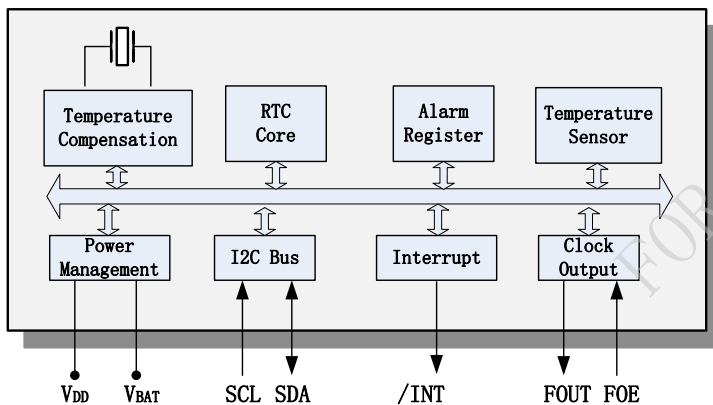 Temperature
Compensation
RTC
Core
Alarm
Register
Temperature
Sensor
Power
Management
I2C Bus
Interrupt
Clock
Output
FOR
VDD
VBAT
SCL SDA
/INT
FOUT FOE